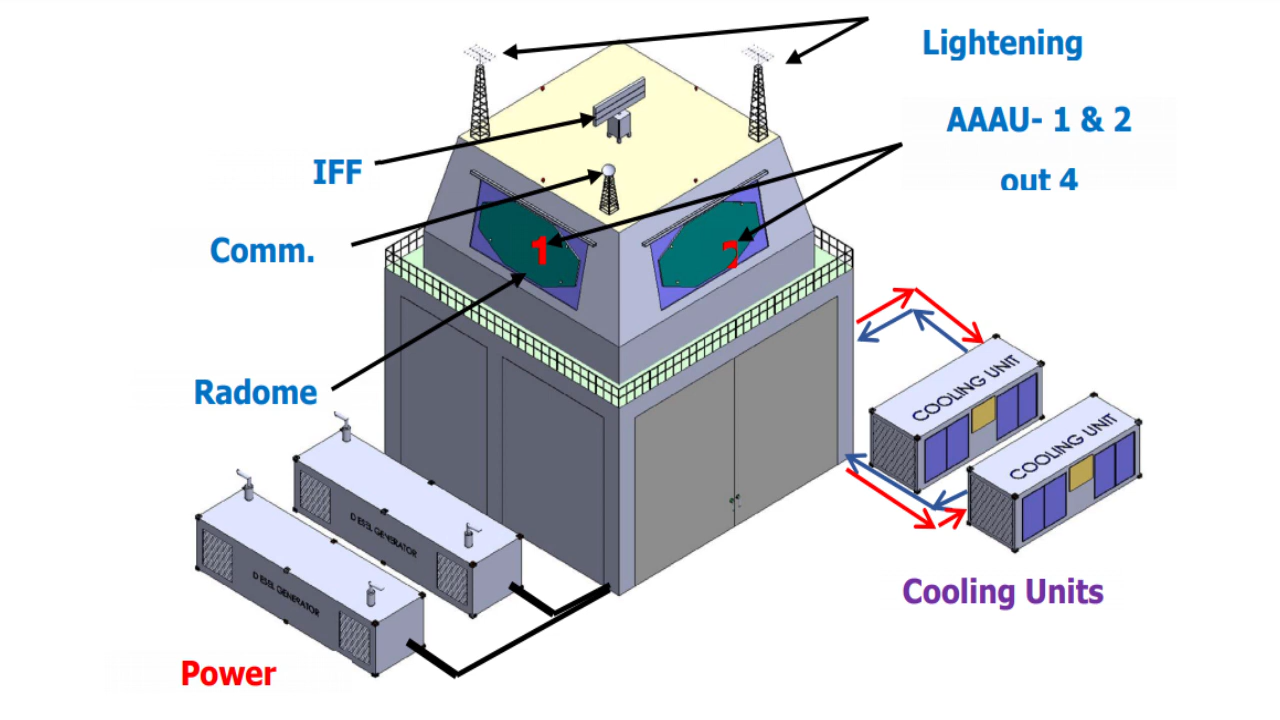 Lightening
AAAU- 1 & 2
out 4
IFF
Comm.
1
2
Radome
COOLING UNIT
COOLING UNIT
DIESEL GENERATOR
DIESEL GENERATOR
Cooling Units
Power